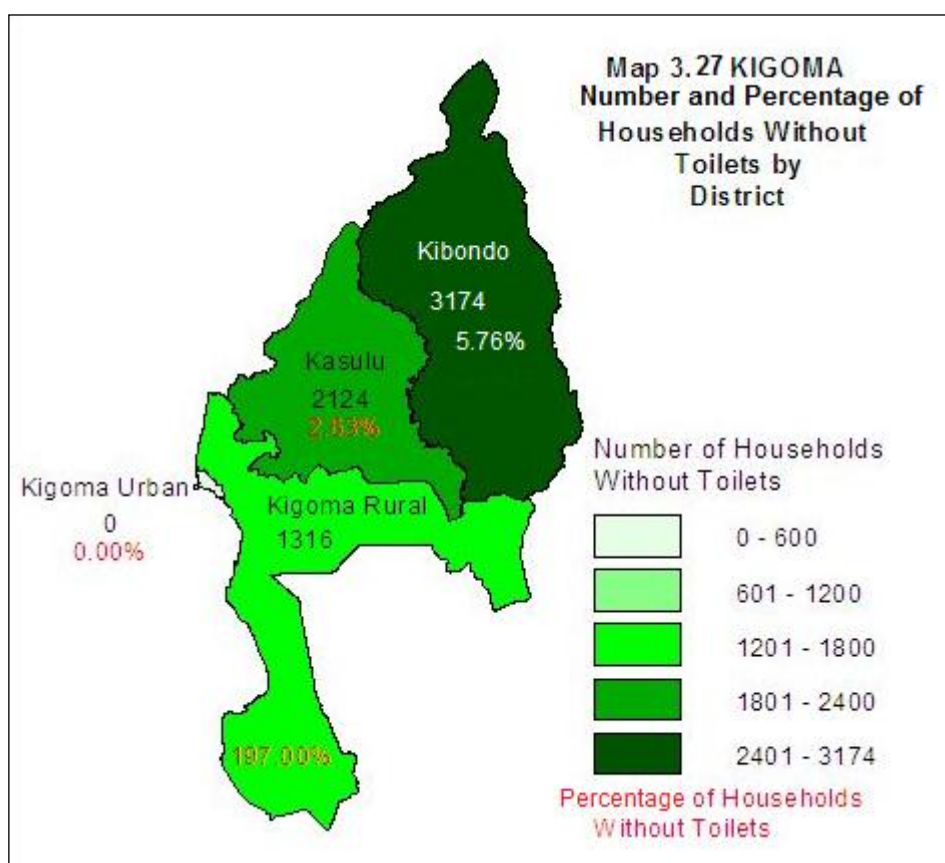 Map 3.27 KIGOMA
Number and Percentage of
Households Without
Toilets by
District
Kibondo
3174
5.76%
Kasulu
2124
2.63%
Kigoma Urban
0
0.00%
Kigoma Rural
1316
197.00%
Number of Households
Without Toilets
0 - 600
601 - 1200
1201 - 1800
1801 - 2400
2401 - 3174
Percentage of Households
Without Toilets